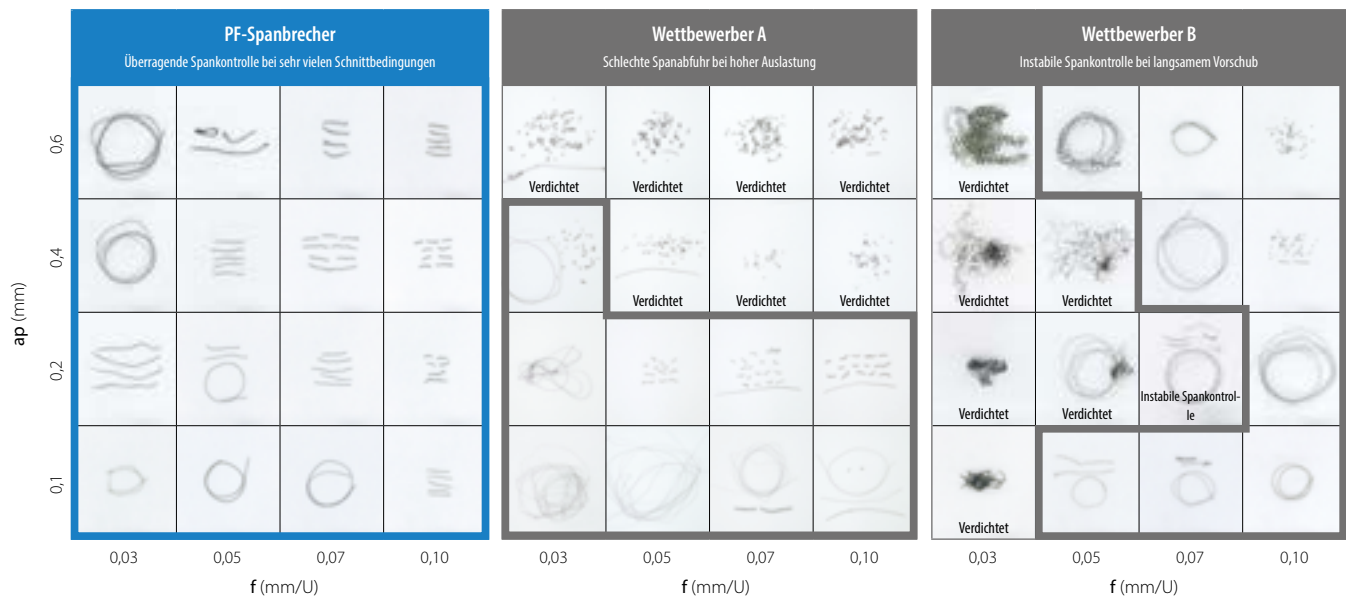 PF-Spanbrecher
Überragende Spankontrolle bei sehr vielen Schnittbedingungen
Wettbewerber A
Schlechte Spanabfuhr bei hoher Auslastung
Wettbewerber B
Instabile Spankontrolle bei langsamem Vorschub
ap (mm)
0,6
Verdichtet
Verdichtet
Verdichtet
Verdichtet
Verdichtet
0,4
Verdichtet
Verdichtet
Verdichtet
Verdichtet
Verdichtet
0,2
Verdichtet
Verdichtet
Instabile Spankontrol-
le
0,1
Verdichtet
0,03
0,05
0,07
0,10
0,03
0,05
0,07
0,10
0,03
0,05
0,07
0,10
f (mm/U)
f (mm/U)
f (mm/U)